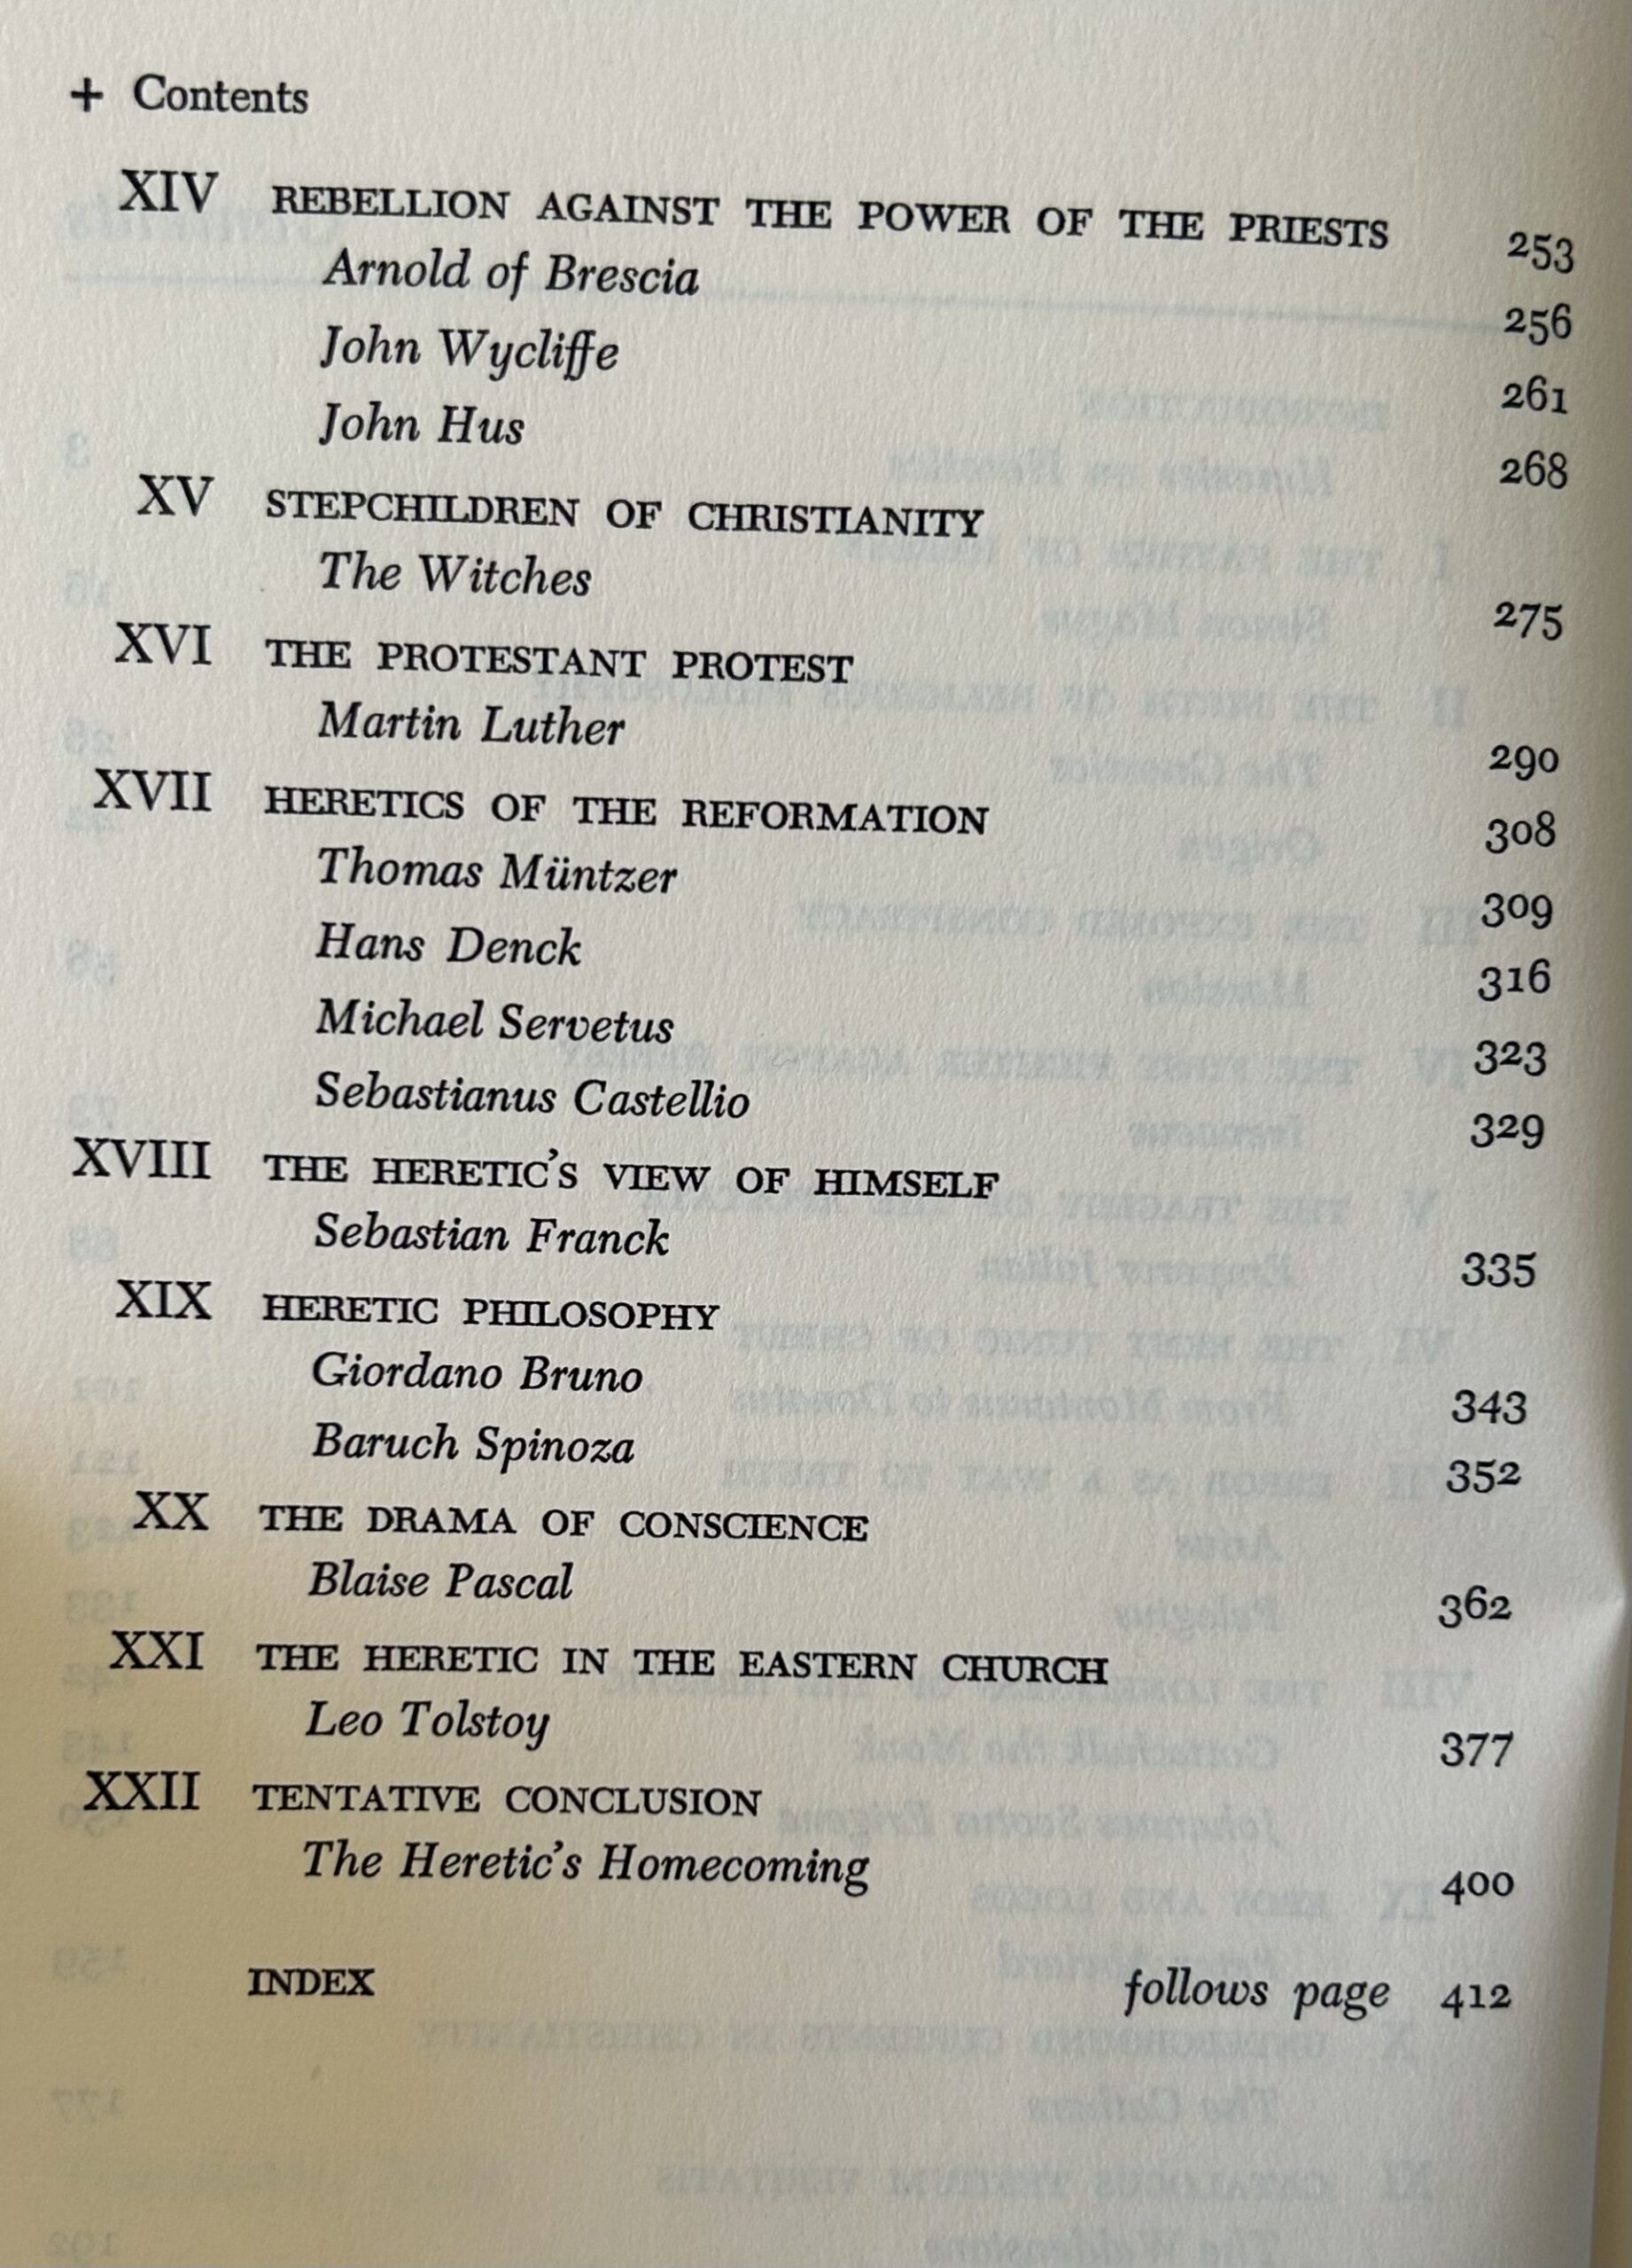 + Contents
XIV REBELLION AGAINST THE POWER OF THE PRIESTS 253
Arnold of Brescia 256
John Wycliffe 261
John Hus 268
XV STEPCHILDREN OF CHRISTIANITY
The Witches 275
XVI THE PROTESTANT PROTEST
Martin Luther 290
XVII HERETICS OF THE REFORMATION 308
Thomas Müntzer 309
Hans Denck 316
Michael Servetus 323
Sebastianus Castellio 329
XVIII THE HERETIC'S VIEW OF HIMSELF
Sebastian Franck 335
XIX HERETIC PHILOSOPHY
Giordano Bruno 343
Baruch Spinoza 352
XX THE DRAMA OF CONSCIENCE
Blaise Pascal 362
XXI THE HERETIC IN THE EASTERN CHURCH
Leo Tolstoy 377
XXII TENTATIVE CONCLUSION
The Heretic's Homecoming 400
INDEX follows page 412